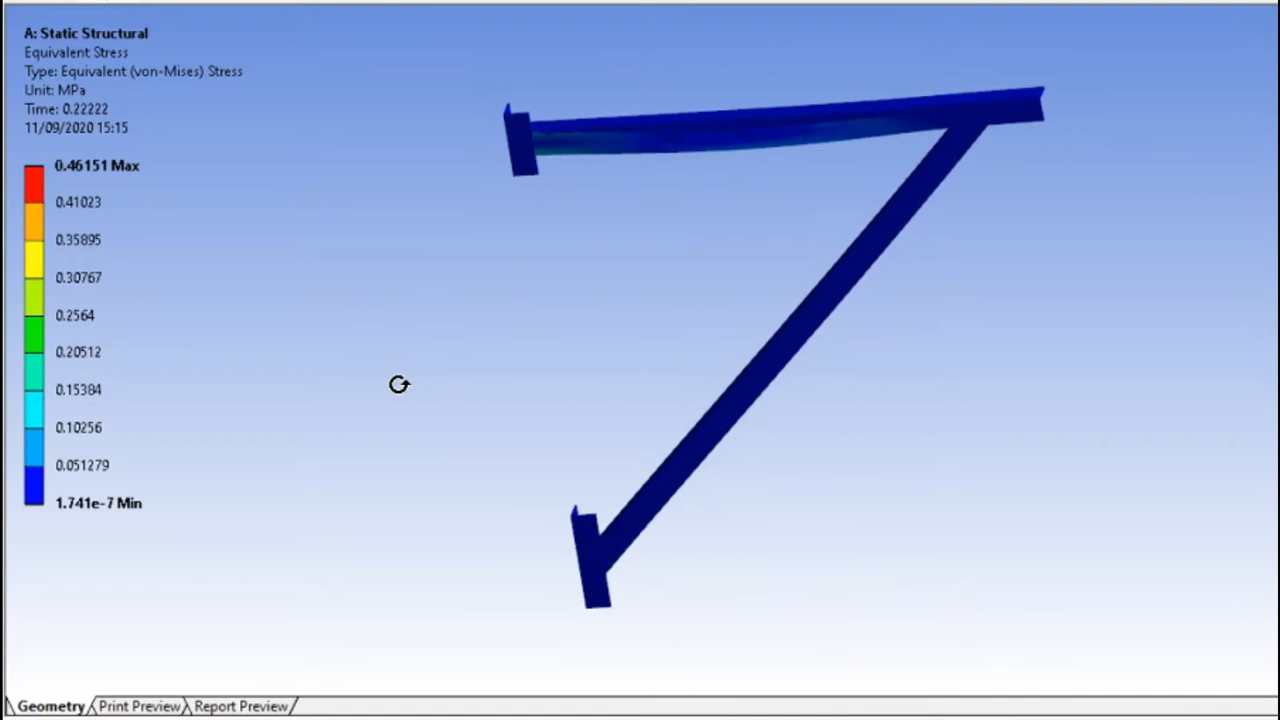 A: Static Structural
Equivalent Stress
Type: Equivalent (von-Mises) Stress
Unit: MPa
Time: 0.22222
11/09/2020 15:15
0.46151 Max
0.41023
0.35895
0.30767
0.2564
0.20512
0.15384
0.10256
0.051279
1.741e-7 Min
Geometry Print Preview Report Preview